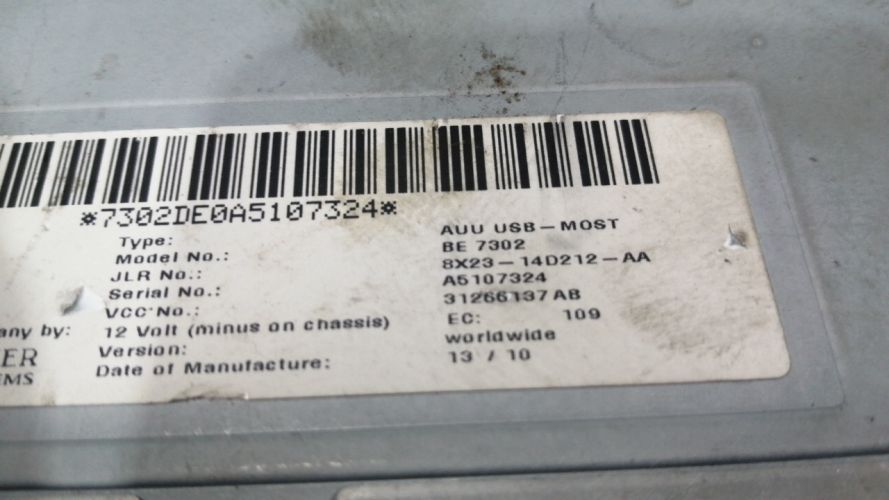 *7302DE0A5107324*
Type: AUU USB-MOST
Model No.: BE 7302
JLR No.: 8X23-14D212-AA
Serial No.: A5107324
VCC No.: 31266137 AB
any by: 12 Volt (minus on chassis) EC: 109
ER Version: worldwide
EMS Date of Manufacture: 13 / 10